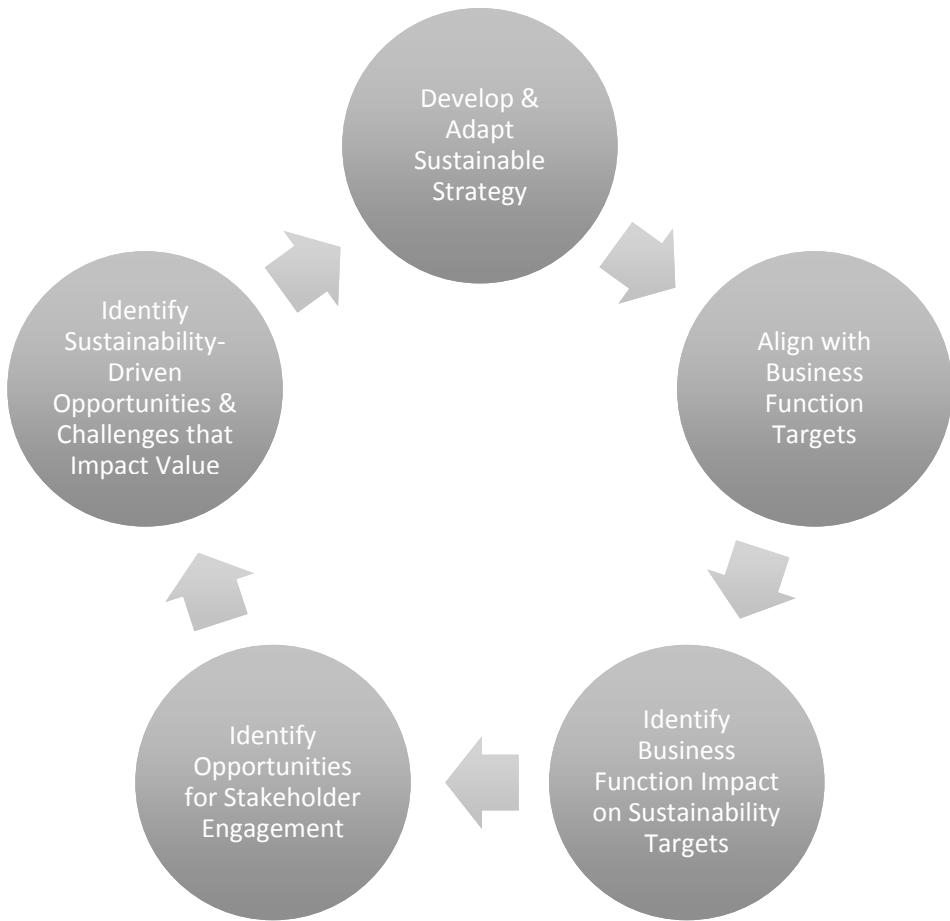 Develop &
Adapt
Sustainable
Strategy
Align with
Business
Function
Targets
Identify
Business
Function Impact
on Sustainability
Targets
Identify
Opportunities
for Stakeholder
Engagement
Identify
Sustainability-
Driven
Opportunities &
Challenges that
Impact Value